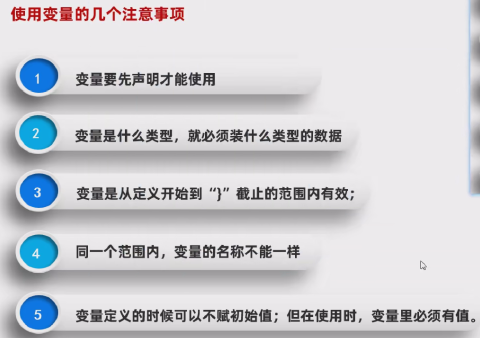 使用变量的几个注意事项
1 变量要先声明才能使用
2 变量是什么类型，就必须装什么类型的数据
3 变量是从定义开始到“}”截止的范围内有效；
4 同一个范围内，变量的名称不能一样
5 变量定义的时候可以不赋初始值；但在使用时，变量里必须有值。